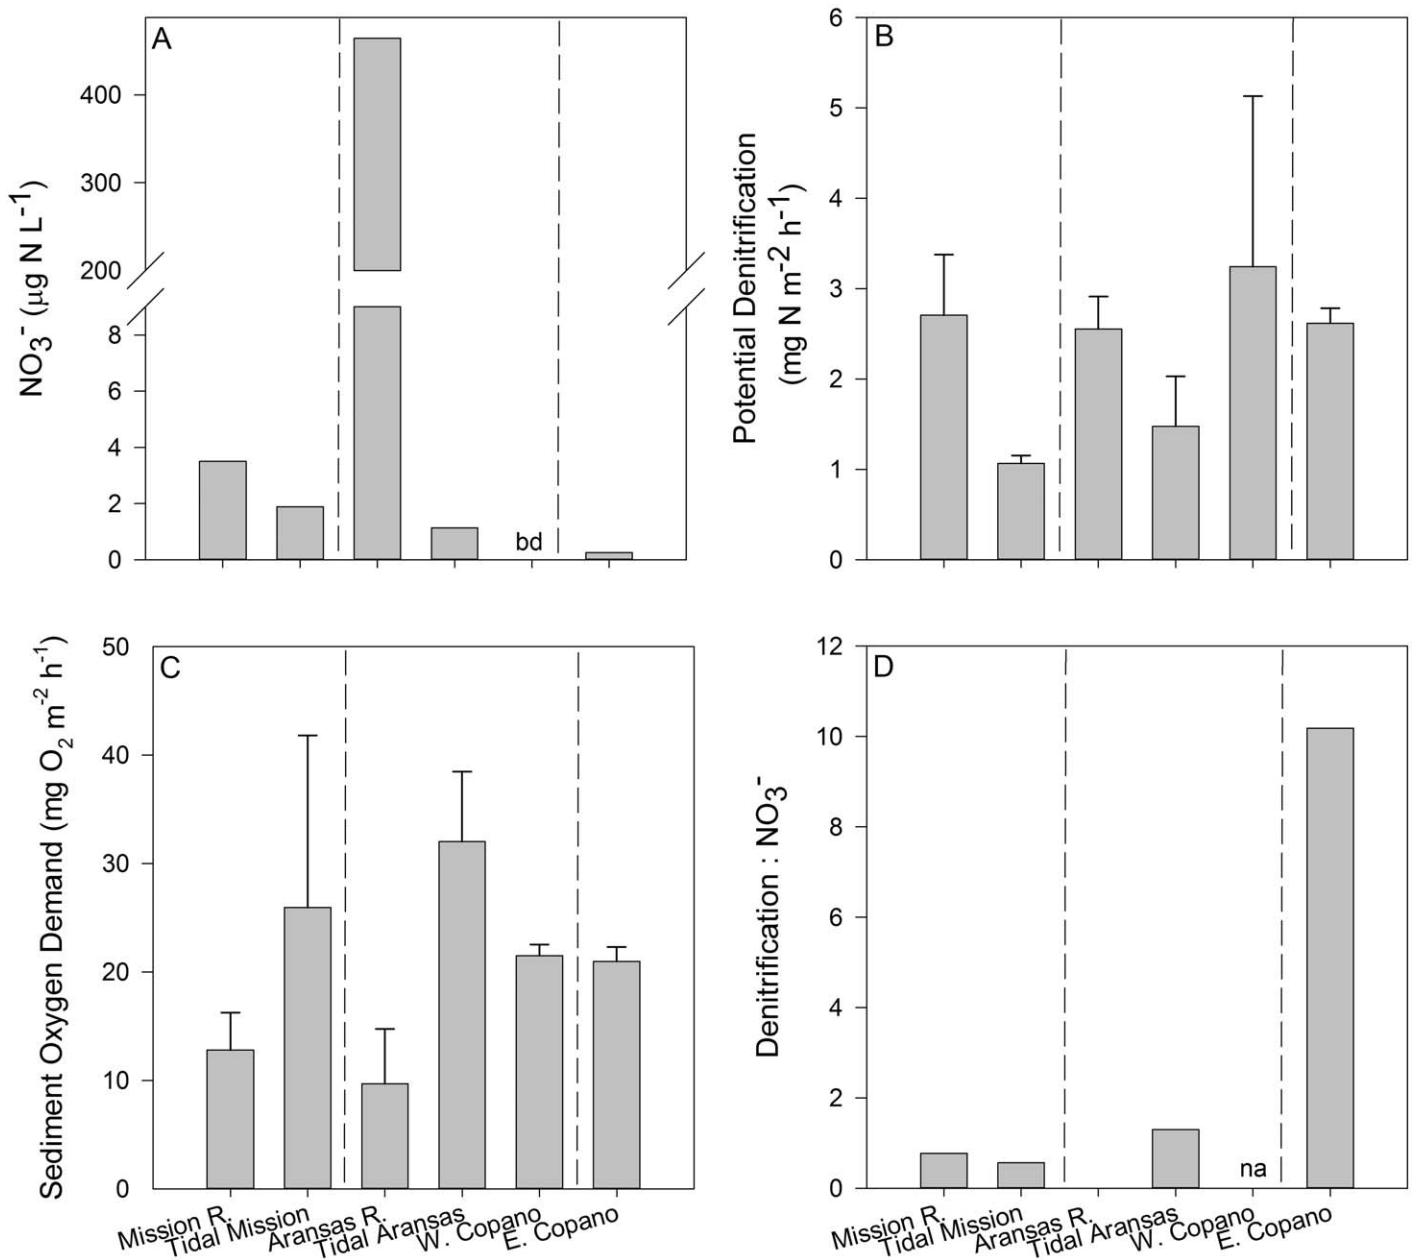 A
NO3- (μg N L-1)
400
300
200
8
6
4
2
0
bd
B
Potential Denitrification
(mg N m-2 h-1)
6
5
4
3
2
1
0
C
Sediment Oxygen Demand (mg O2 m-2 h-1)
50
40
30
20
10
0
Mission R.
Tidal Mission
Aransas R.
Tidal Aransas
W. Copano
E. Copano
D
Denitrification : NO3-
12
10
8
6
4
2
0
na
Mission R.
Tidal Mission
Aransas R.
Tidal Aransas
W. Copano
E. Copano